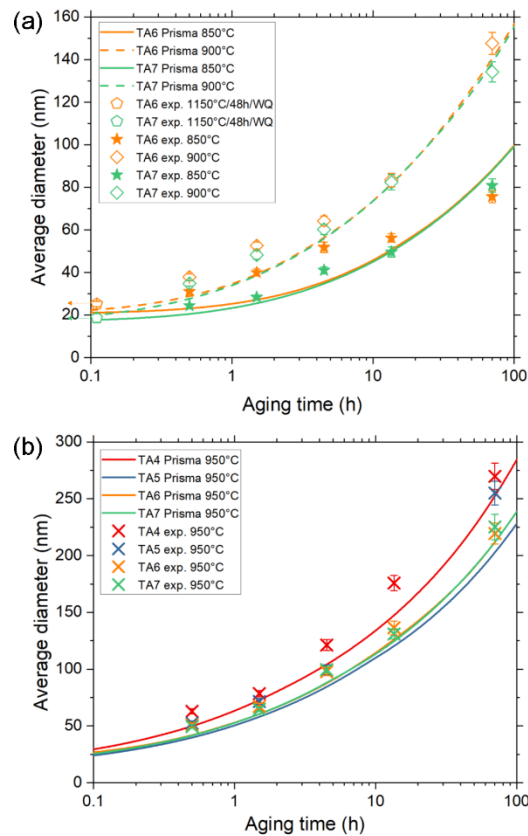 (a)
160
140
120
100
80
60
40
20
0
Average diameter (nm)
TA6 Prisma 850°C
TA6 Prisma 900°C
TA7 Prisma 850°C
TA7 Prisma 900°C
TA6 exp. 1150°C/48h/WQ
TA7 exp. 1150°C/48h/WQ
TA6 exp. 850°C
TA6 exp. 900°C
TA7 exp. 850°C
TA7 exp. 900°C
0.1 1 10 100
Aging time (h)
(b)
300
250
200
150
100
50
0
Average diameter (nm)
TA4 Prisma 950°C
TA5 Prisma 950°C
TA6 Prisma 950°C
TA7 Prisma 950°C
TA4 exp. 950°C
TA5 exp. 950°C
TA6 exp. 950°C
TA7 exp. 950°C
0.1 1 10 100
Aging time (h)